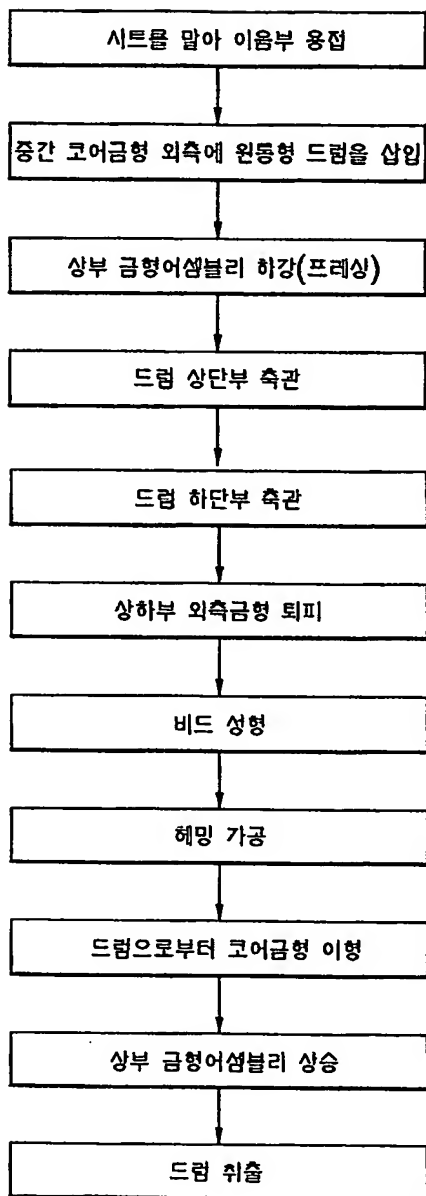 시트를 말아 이음부 용접
중간 코어금형 외측에 원통형 드럼을 삽입
상부 금형어셈블리 하강(프레싱)
드럼 상단부 축관
드럼 하단부 축관
상하부 외측금형 퇴피
비드 성형
헤밍 가공
드럼으로부터 코어금형 이형
상부 금형어셈블리 상승
드럼 취출